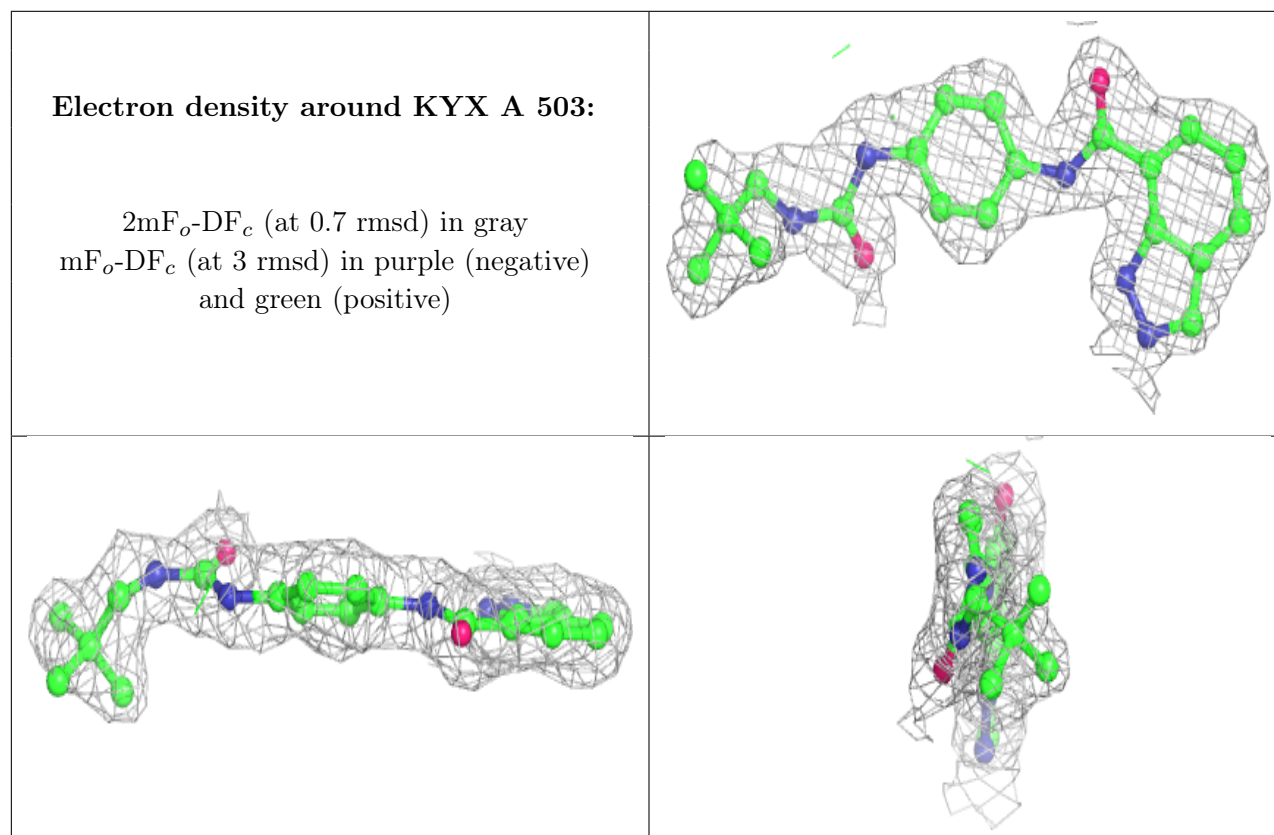 Electron density around KYX A 503:
2mFo-DFc (at 0.7 rmsd) in gray
mFo-DFc (at 3 rmsd) in purple (negative)
and green (positive)